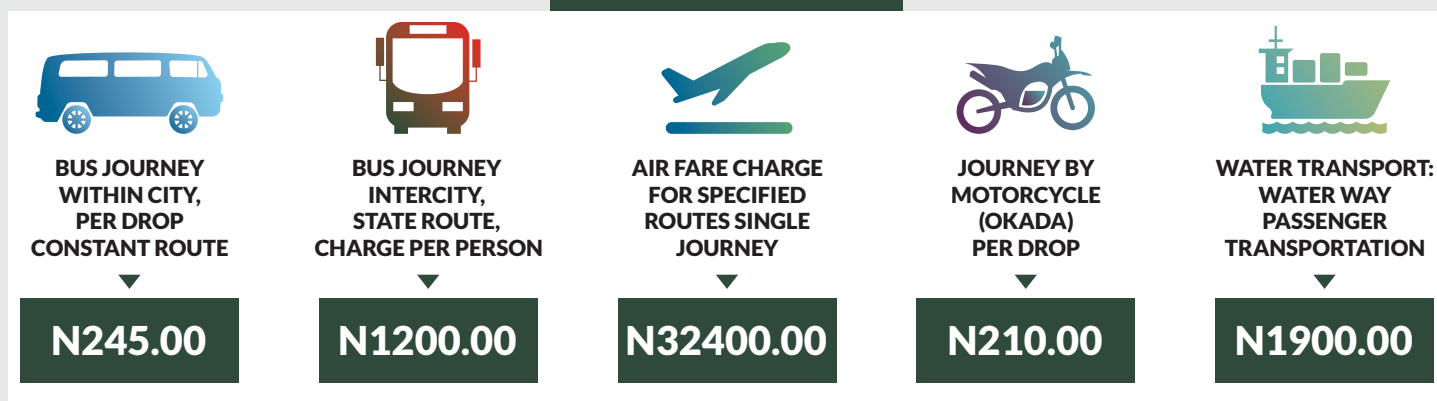 BUS JOURNEY
WITHIN CITY,
PER DROP
CONSTANT ROUTE
N245.00
BUS JOURNEY
INTERCITY,
STATE ROUTE,
CHARGE PER PERSON
N1200.00
AIR FARE CHARGE
FOR SPECIFIED
ROUTES SINGLE
JOURNEY
N32400.00
JOURNEY BY
MOTORCYCLE
(OKADA)
PER DROP
N210.00
WATER TRANSPORT:
WATER WAY
PASSENGER
TRANSPORTATION
N1900.00